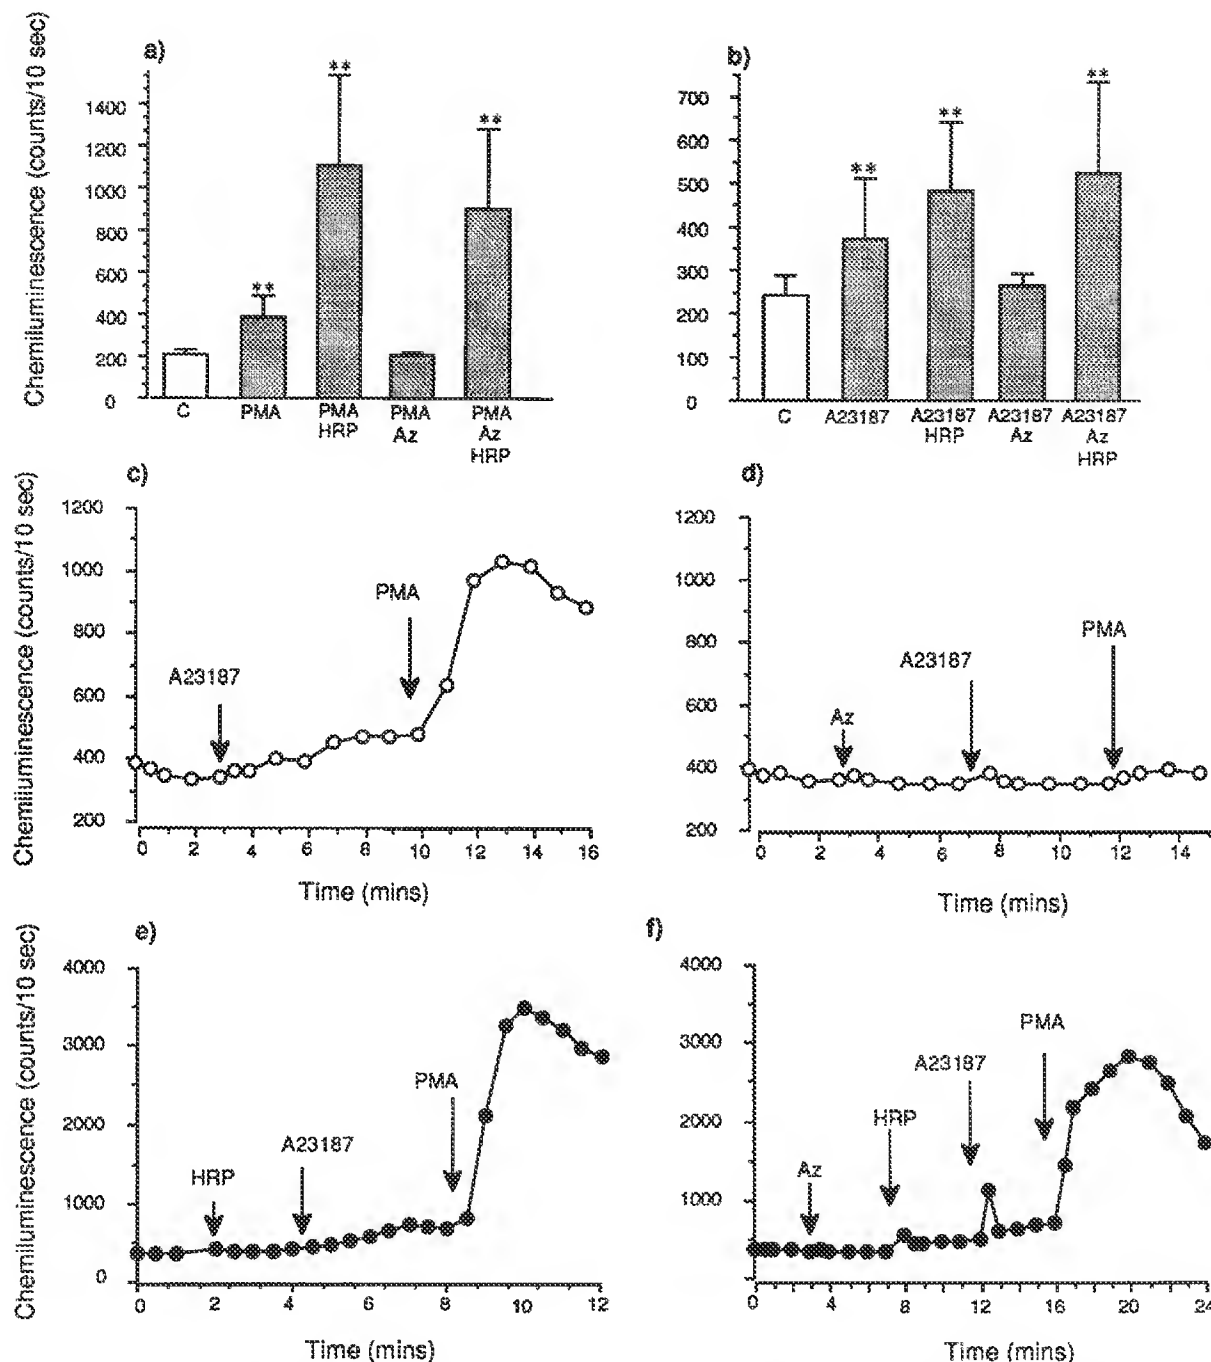 a)
Chemiluminescence (counts/10 sec)
1400
1200
1000
800
600
400
200
0
**
**
**
C
PMA
PMA
HRP
PMA
Az
PMA
Az
HRP
b)
700
600
500
400
300
200
100
0
**
**
**
C
A23187
A23187
HRP
A23187
Az
A23187
Az
HRP
c)
Chemiluminescence (counts/10 sec)
1200
1000
800
600
400
200
A23187
PMA
0 2 4 6 8 10 12 14 16
Time (mins)
d)
1200
1000
800
600
400
200
Az
A23187
PMA
0 2 4 6 8 10 12 14
Time (mins)
e)
Chemiluminescence (counts/10 sec)
4000
3000
2000
1000
0
HRP
A23187
PMA
0 2 4 6 8 10 12
Time (mins)
f)
4000
3000
2000
1000
Az
HRP
A23187
PMA
0 4 8 12 16 20 24
Time (mins)